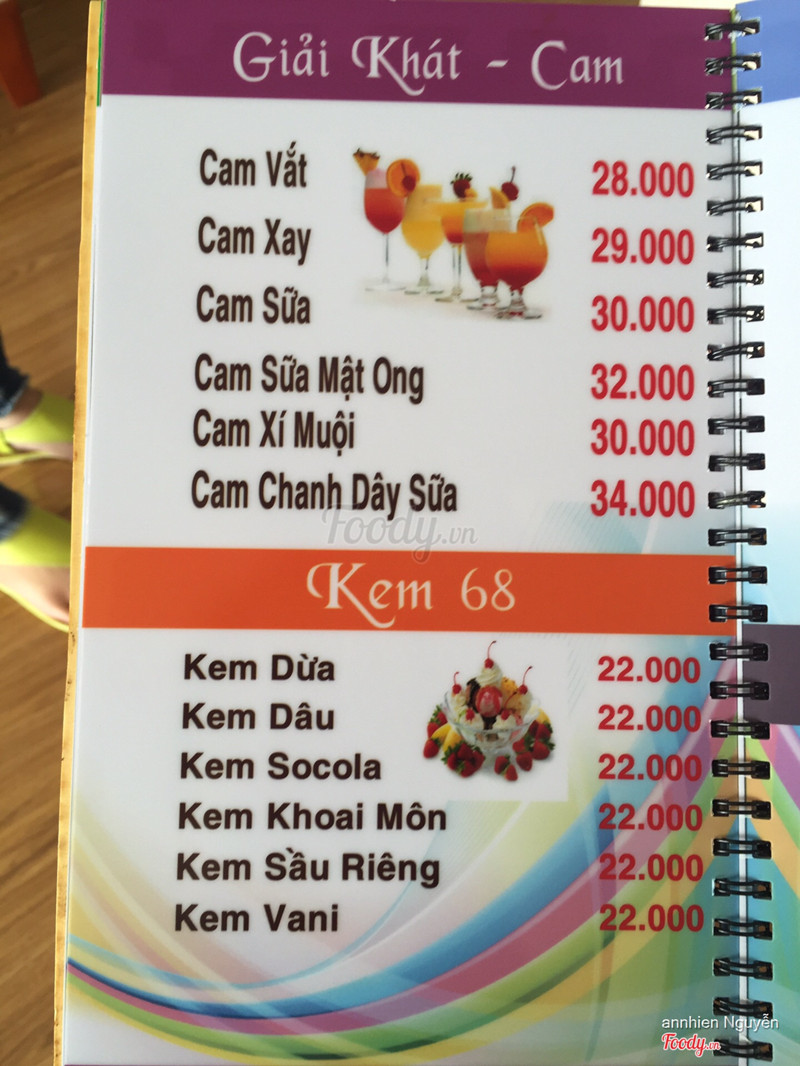 Giải Khát - Cam
Cam Vắt 28.000
Cam Xay 29.000
Cam Sữa 30.000
Cam Sữa Mật Ong 32.000
Cam Xí Muội 30.000
Cam Chanh Dây Sữa 34.000
Foody.vn
Kem 68
Kem Dừa 22.000
Kem Dâu 22.000
Kem Socola 22.000
Kem Khoai Môn 22.000
Kem Sầu Riêng 22.000
Kem Vani 22.000
annhien Nguyễn
Foody.vn